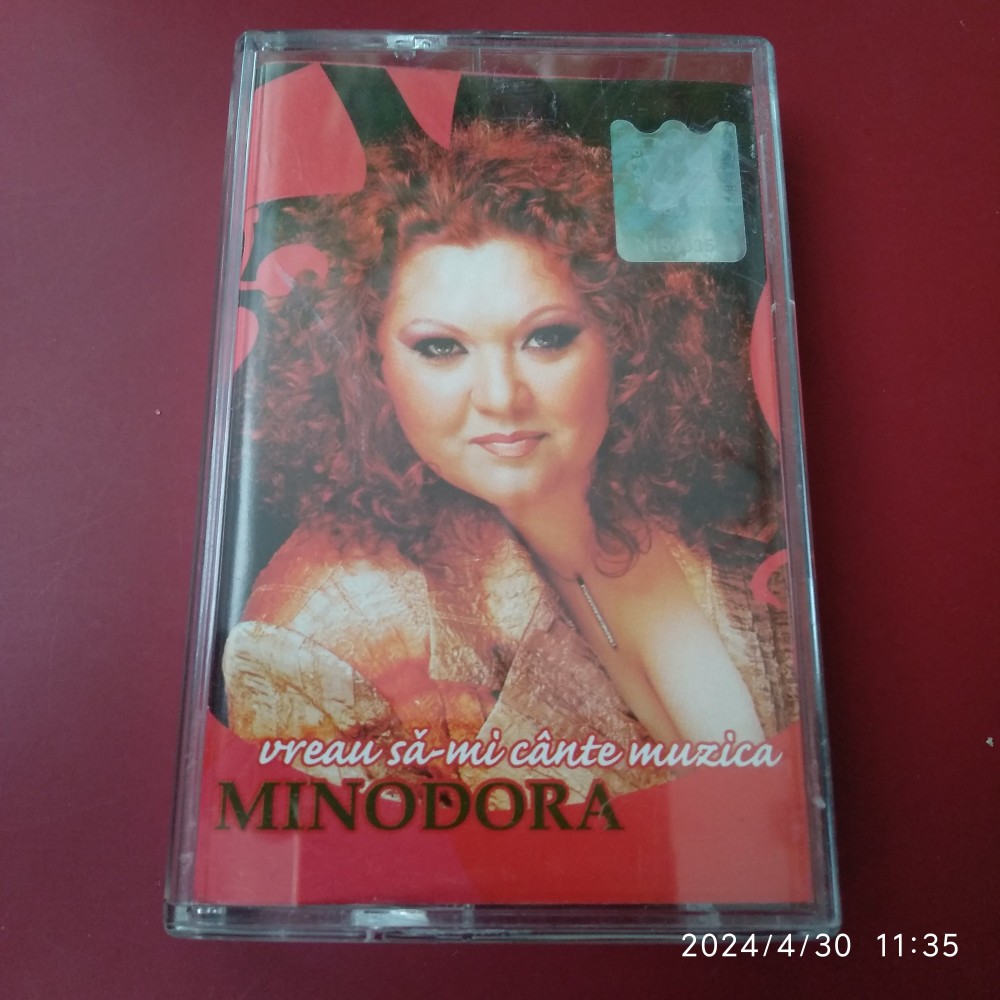 vreau să-mi cânte muzica
MINODORA
2024/4/30 11:35